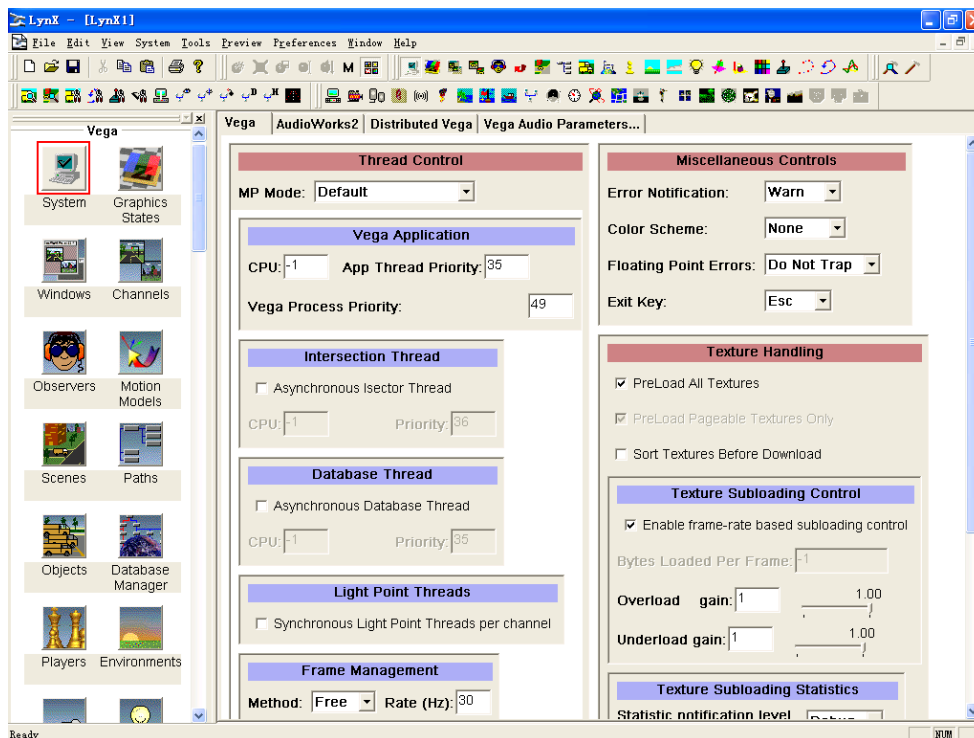 LynX - [LynX1]
File Edit View System Tools Preview Preferences Window Help
Vega
System
Graphics States
Windows
Channels
Observers
Motion Models
Scenes
Paths
Objects
Database Manager
Players
Environments
Vega AudioWorks2 Distributed Vega Vega Audio Parameters...
Thread Control
MP Mode: Default
Vega Application
CPU: -1 App Thread Priority: 35
Vega Process Priority: 49
Intersection Thread
Asynchronous Isector Thread
CPU: -1 Priority: 36
Database Thread
Asynchronous Database Thread
CPU: -1 Priority: 35
Light Point Threads
Synchronous Light Point Threads per channel
Frame Management
Method: Free Rate (Hz): 30
Miscellaneous Controls
Error Notification: Warn
Color Scheme: None
Floating Point Errors: Do Not Trap
Exit Key: Esc
Texture Handling
PreLoad All Textures
PreLoad Pageable Textures Only
Sort Textures Before Download
Texture Subloading Control
Enable frame-rate based subloading control
Bytes Loaded Per Frame: -1
Overload gain: 1 1.00
Underload gain: 1 1.00
Texture Subloading Statistics
Statistic notification level Debug
Ready NUM